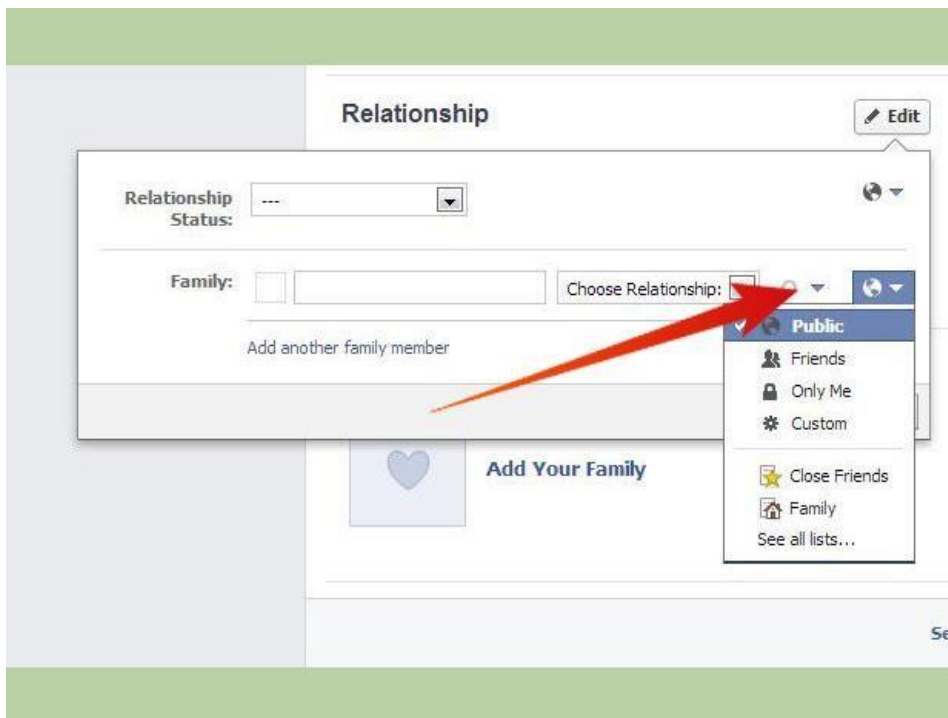 Relationship
Edit
Relationship Status:
---
Family:
Choose Relationship:
Add another family member
Public
Friends
Only Me
Custom
Close Friends
Family
See all lists...
Add Your Family